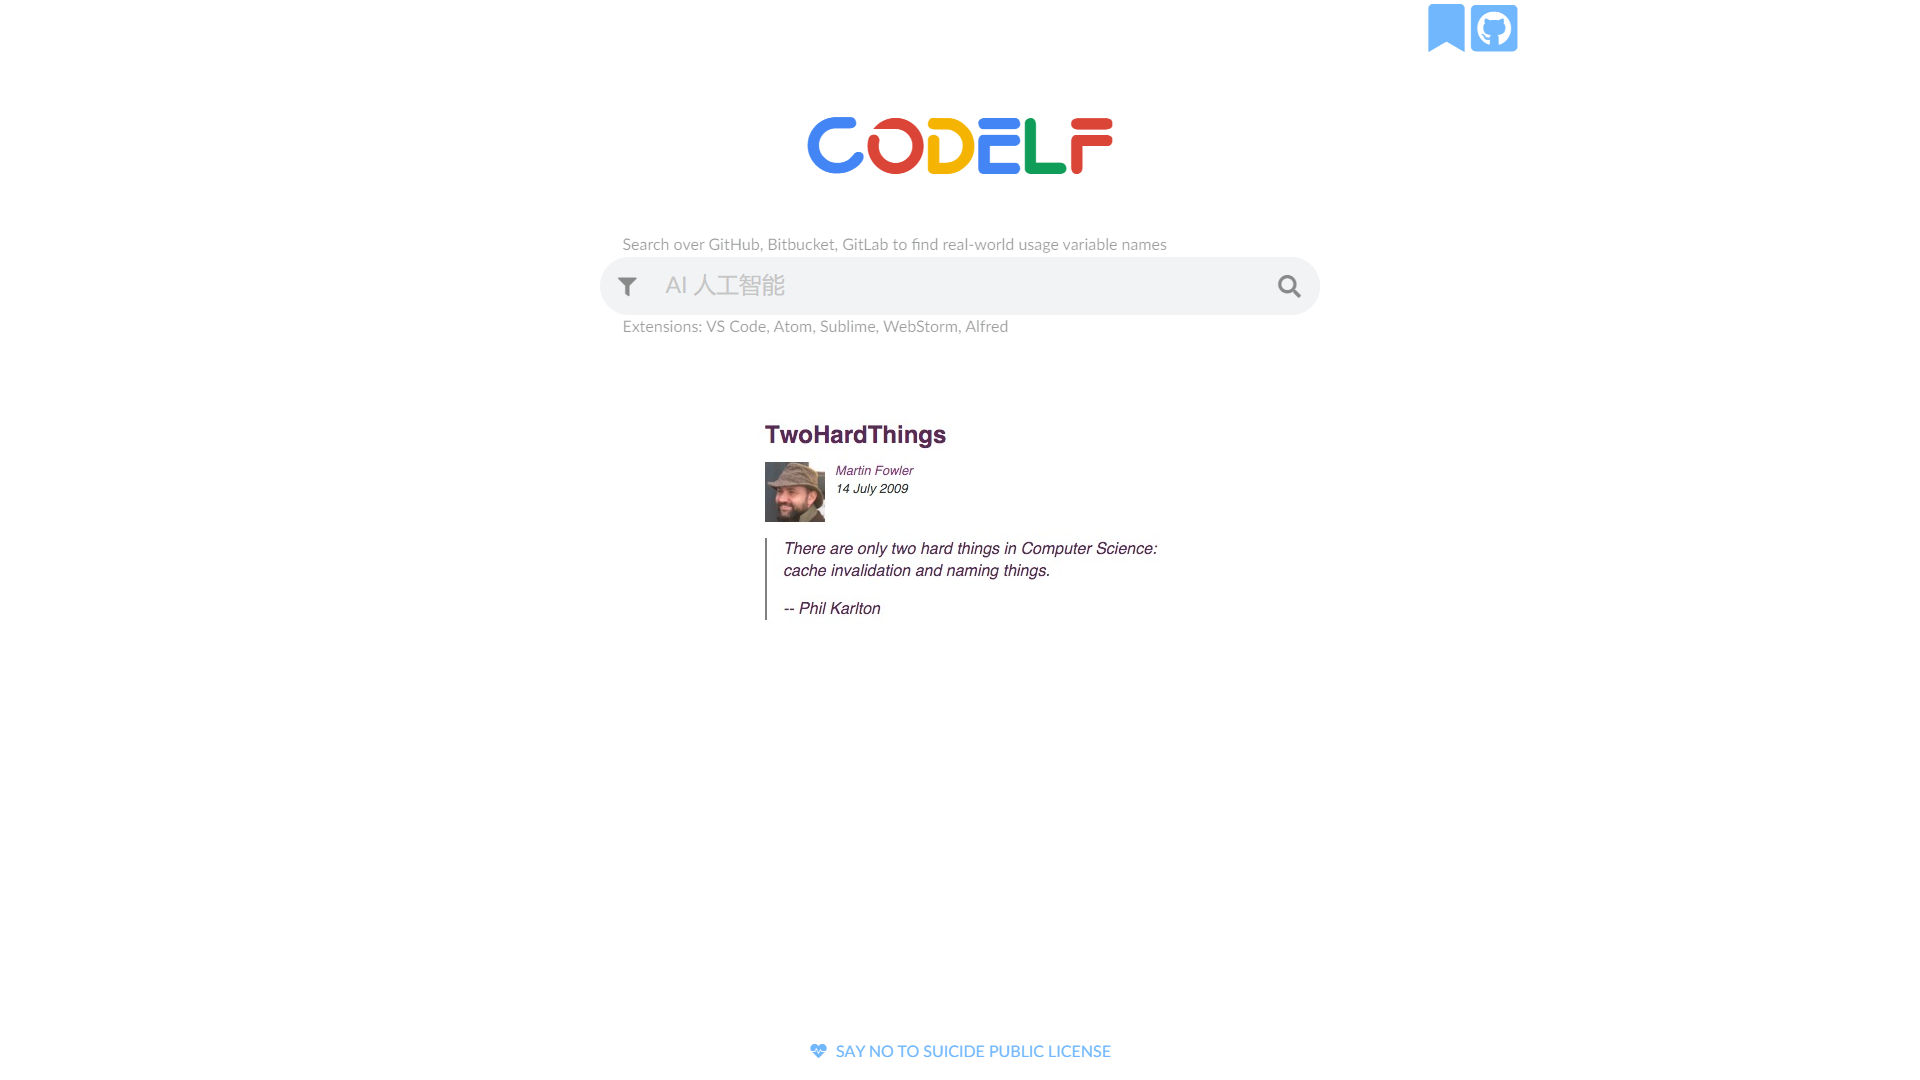 CODELF
Search over GitHub, Bitbucket, GitLab to find real-world usage variable names
AI 人工智能
Extensions: VS Code, Atom, Sublime, WebStorm, Alfred
TwoHardThings
Martin Fowler
14 July 2009
There are only two hard things in Computer Science:
cache invalidation and naming things.
-- Phil Karlton
SAY NO TO SUICIDE PUBLIC LICENSE